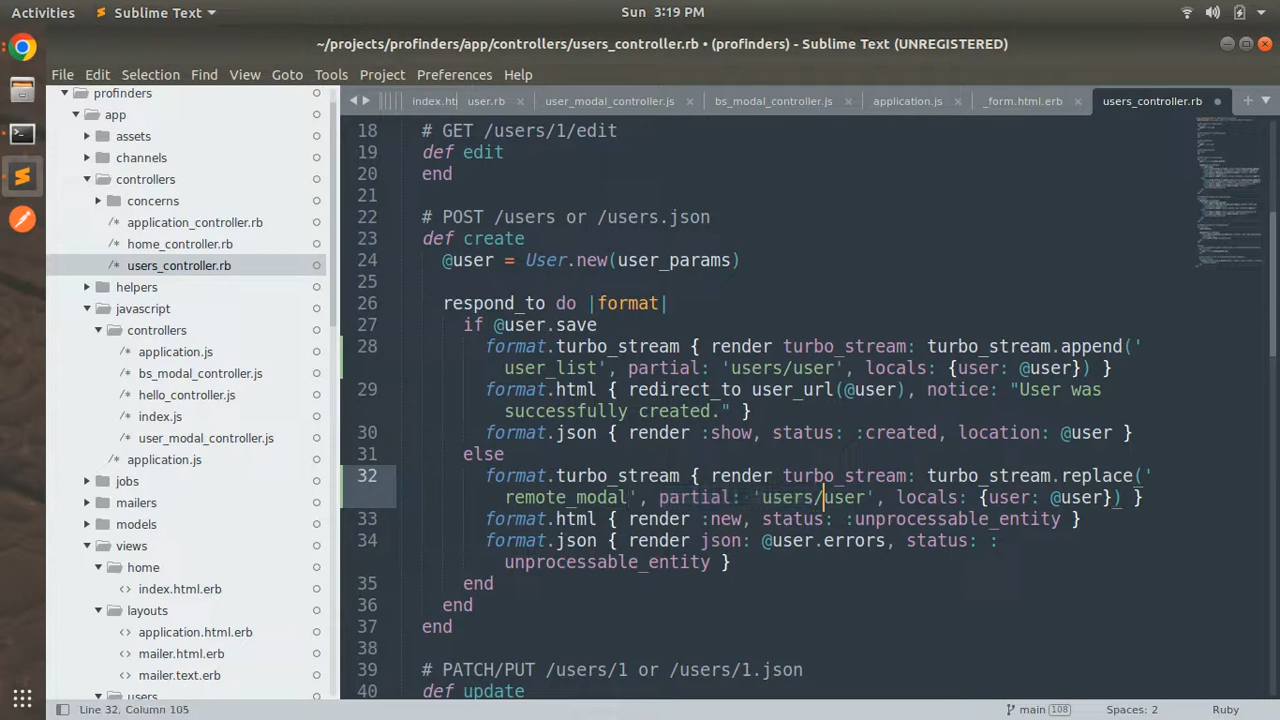 Activities Sublime Text Sun 3:19 PM
~/projects/profinders/app/controllers/users_controller.rb • (profinders) - Sublime Text (UNREGISTERED)
File Edit Selection Find View Goto Tools Project Preferences Help
profinders
app
assets
channels
controllers
concerns
/* application_controller.rb
/* home_controller.rb
/* users_controller.rb
helpers
javascript
controllers
/* application.js
/* bs_modal_controller.js
/* hello_controller.js
/* index.js
/* user_modal_controller.js
/* application.js
jobs
mailers
models
views
home
<> index.html.erb
layouts
<> application.html.erb
<> mailer.html.erb
<> mailer.text.erb
users
index.ht user.rb × user_modal_controller.js × bs_modal_controller.js × application.js × _form.html.erb × users_controller.rb
18 # GET /users/1/edit
19 def edit
20 end
21
22 # POST /users or /users.json
23 def create
24 @user = User.new(user_params)
25
26 respond_to do |format|
27 if @user.save
28 format.turbo_stream { render turbo_stream: turbo_stream.append('
user_list', partial: 'users/user', locals: {user: @user}) }
29 format.html { redirect_to user_url(@user), notice: "User was
successfully created." }
30 format.json { render :show, status: :created, location: @user }
31 else
32 format.turbo_stream { render turbo_stream: turbo_stream.replace('
remote_modal', partial: 'users/user', locals: {user: @user}) }
33 format.html { render :new, status: :unprocessable_entity }
34 format.json { render json: @user.errors, status: :
unprocessable_entity }
35 end
36 end
37 end
38
39 # PATCH/PUT /users/1 or /users/1.json
40 def update
Line 32, Column 105 main 108 Spaces: 2 Ruby